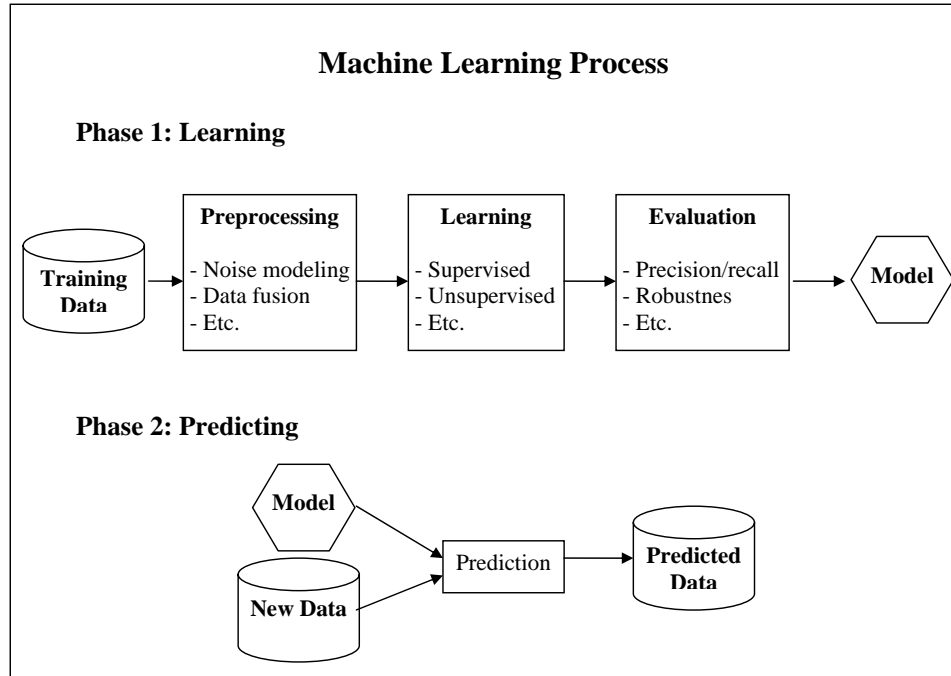 Machine Learning Process
Phase 1: Learning
Training
Data
Preprocessing
- Noise modeling
- Data fusion
- Etc.
Learning
- Supervised
- Unsupervised
- Etc.
Evaluation
- Precision/recall
- Robustnes
- Etc.
Model
Phase 2: Predicting
Model
New Data
Prediction
Predicted
Data